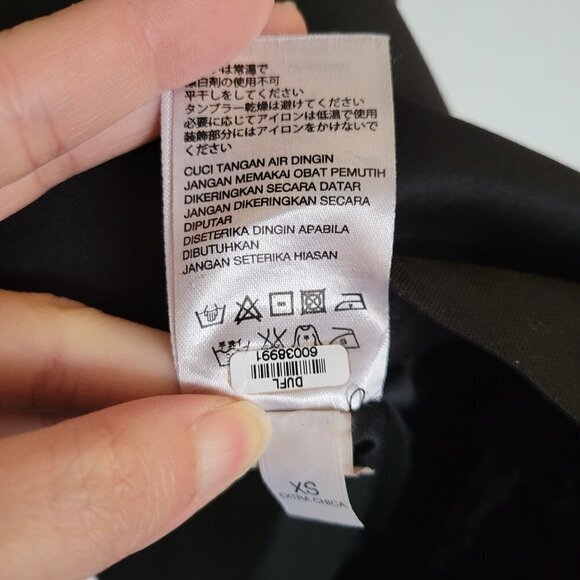 は常温で
漂白剤の使用不可
平干しをしてください
タンブラー乾燥は避けてください
必要に応じてアイロンは低温で使用
装飾部分にはアイロンをかけないで
ください
CUCI TANGAN AIR DINGIN
JANGAN MEMAKAI OBAT PEMUTIH
DIKERINGKAN SECARA DATAR
JANGAN DIKERINGKAN SECARA
DIPUTAR
DISETERIKA DINGIN APABILA
DIBUTUHKAN
JANGAN SETERIKA HIASAN
手洗イ
60038991
DUFL
XS
EXTRA CHICA